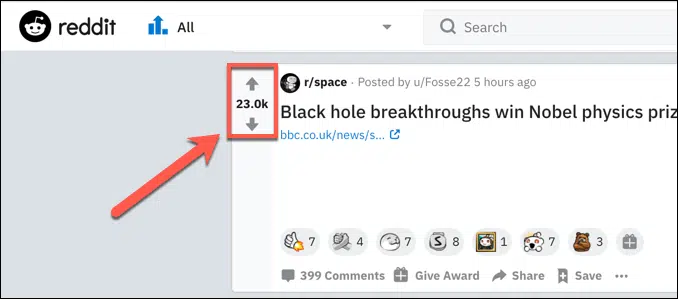 reddit
All
Search
r/space · Posted by u/Fosse22 5 hours ago
23.0k
Black hole breakthroughs win Nobel physics priz
bbc.co.uk/news/s...
7 4 7 S 8 1 7 3
399 Comments Give Award Share Save ...